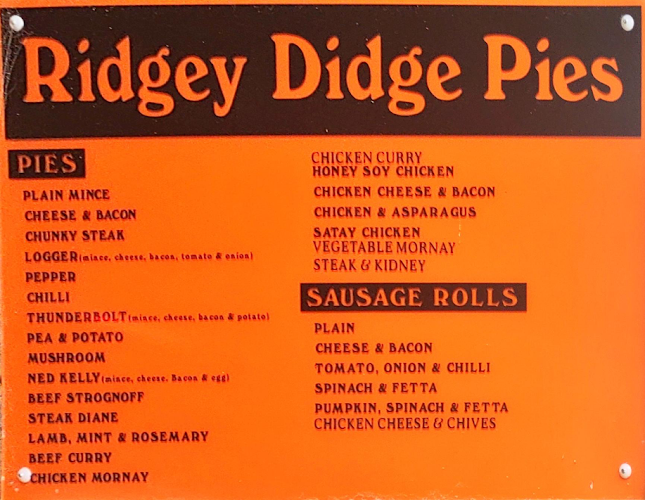 Ridgey Didge Pies
PIES
PLAIN MINCE
CHEESE & BACON
CHUNKY STEAK
LOGGER (mince, cheese, bacon, tomato & onion)
PEPPER
CHILLI
THUNDERBOLT (mince, cheese, bacon & potato)
PEA & POTATO
MUSHROOM
NED KELLY (mince, cheese, Bacon & egg)
BEEF STROGNOFF
STEAK DIANE
LAMB, MINT & ROSEMARY
BEEF CURRY
CHICKEN MORNAY
CHICKEN CURRY
HONEY SOY CHICKEN
CHICKEN CHEESE & BACON
CHICKEN & ASPARAGUS
SATAY CHICKEN
VEGETABLE MORNAY
STEAK & KIDNEY
SAUSAGE ROLLS
PLAIN
CHEESE & BACON
TOMATO, ONION & CHILLI
SPINACH & FETTA
PUMPKIN, SPINACH & FETTA
CHICKEN CHEESE & CHIVES